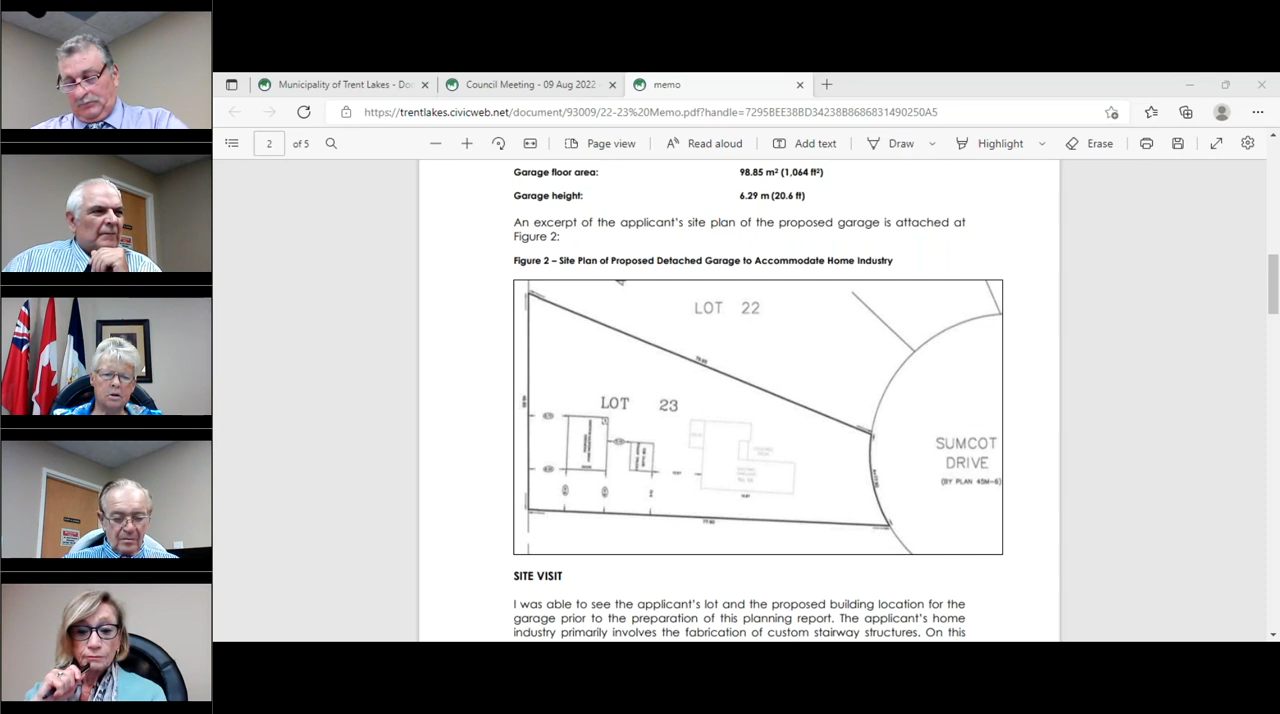 Municipality of Trent Lakes - Doc
Council Meeting - 09 Aug 2022
memo
https://trentlakes.civicweb.net/document/93009/22-23%20Memo.pdf?handle=7295BEE38BD34238B8686831490250A5
2 of 5
Page view
Read aloud
Add text
Draw
Highlight
Erase
Garage floor area: 98.85 m² (1,064 ft²)
Garage height: 6.29 m (20.6 ft)
An excerpt of the applicant's site plan of the proposed garage is attached at
Figure 2:
Figure 2 – Site Plan of Proposed Detached Garage to Accommodate Home Industry
LOT 22
LOT 23
SUMCOT
DRIVE
(BY PLAN 45M-6)
SITE VISIT
I was able to see the applicant's lot and the proposed building location for the
garage prior to the preparation of this planning report. The applicant's home
industry primarily involves the fabrication of custom stairway structures. On this